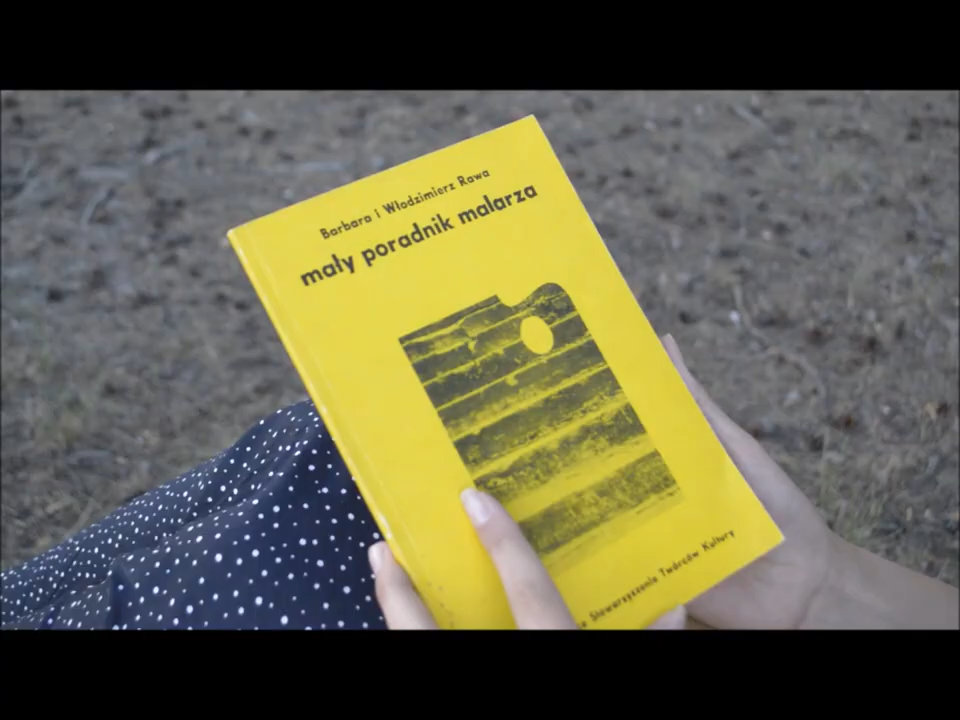 Barbara i Włodzimierz Rawa
mały poradnik malarza
Stowarzyszenie Twórców Kultury